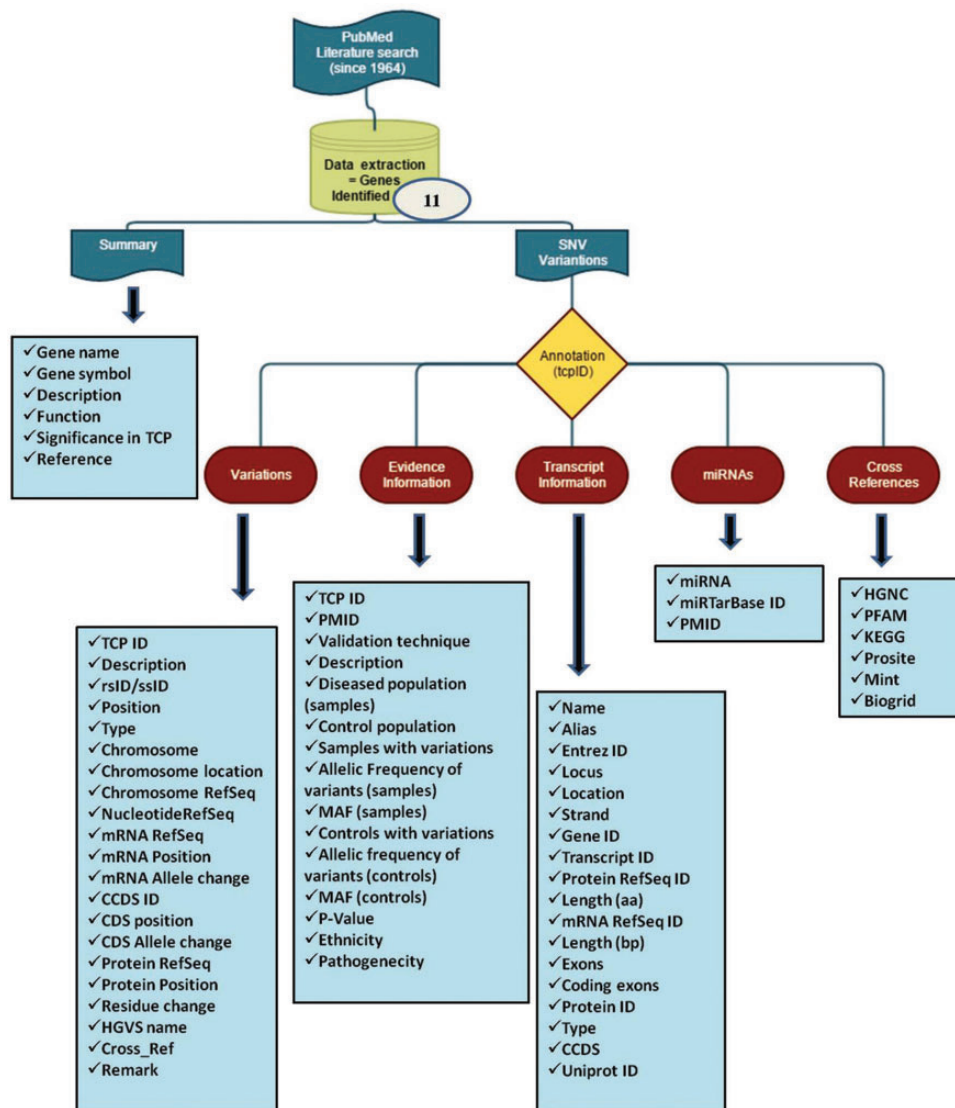 PubMed
Literature search
(since 1964)
Data extraction
= Genes
Identified
11
Summary
SNV
Variantions
✓Gene name
✓Gene symbol
✓Description
✓Function
✓Significance in TCP
✓Reference
Annotation
(tcpID)
Variations
Evidence
Information
Transcript
Information
miRNAs
Cross
References
✓TCP ID
✓Description
✓rsID/ssID
✓Position
✓Type
✓Chromosome
✓Chromosome location
✓Chromosome RefSeq
✓NucleotideRefSeq
✓mRNA RefSeq
✓mRNA Position
✓mRNA Allele change
✓CCDS ID
✓CDS position
✓CDS Allele change
✓Protein RefSeq
✓Protein Position
✓Residue change
✓HGVS name
✓Cross_Ref
✓Remark
✓TCP ID
✓PMID
✓Validation technique
✓Description
✓Diseased population
(samples)
✓Control population
✓Samples with variations
✓Allelic Frequency of
variants (samples)
✓MAF (samples)
✓Controls with variations
✓Allelic frequency of
variants (controls)
✓MAF (controls)
✓P-Value
✓Ethnicity
✓Pathogenecity
✓Name
✓Alias
✓Entrez ID
✓Locus
✓Location
✓Strand
✓Gene ID
✓Transcript ID
✓Protein RefSeq ID
✓Length (aa)
✓mRNA RefSeq ID
✓Length (bp)
✓Exons
✓Coding exons
✓Protein ID
✓Type
✓CCDS
✓Uniprot ID
✓miRNA
✓miRTarBase ID
✓PMID
✓HGNC
✓PFAM
✓KEGG
✓Prosite
✓Mint
✓Biogrid